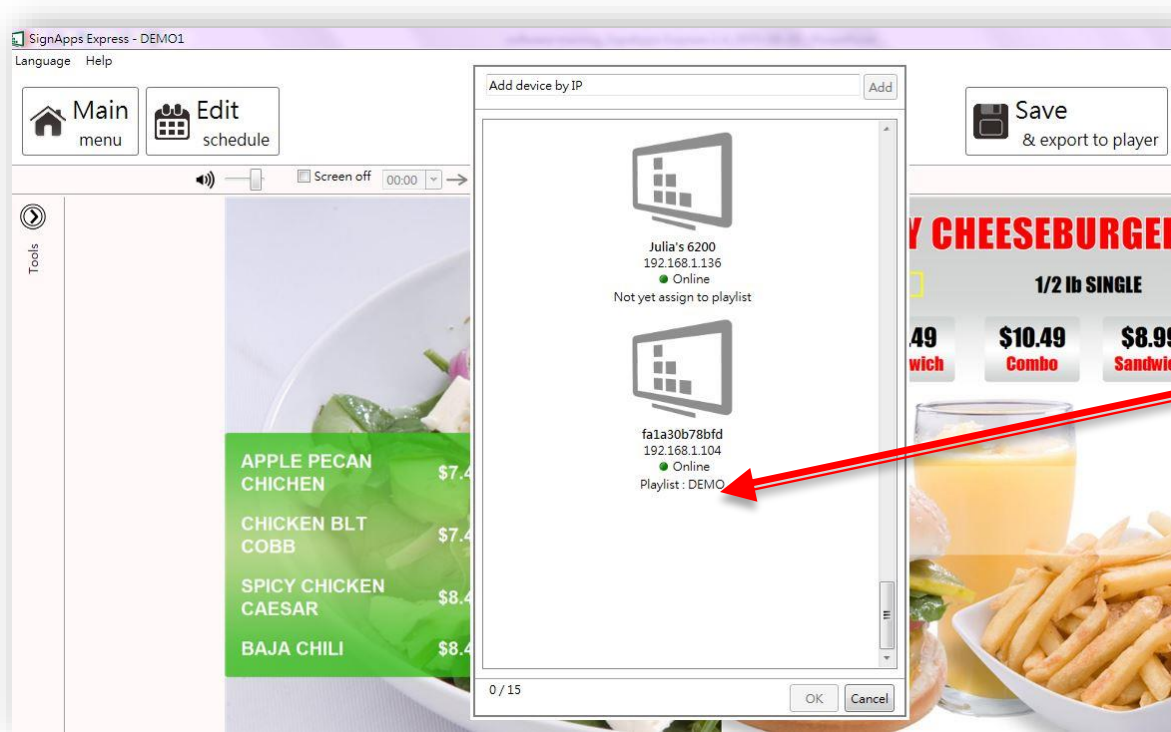 SignApps Express - DEMO1
Language Help
Main
menu
Edit
schedule
Add device by IP
Add
Save
& export to player
Screen off 00:00
Tools
Julia's 6200
192.168.1.136
Online
Not yet assign to playlist
fa1a30b78bfd
192.168.1.104
Online
Playlist : DEMO
0 / 15
OK Cancel
APPLE PECAN
CHICHEN
CHICKEN BLT
COBB
SPICY CHICKEN
CAESAR
BAJA CHILI
$7.4
$7.4
$8.4
$8.4
Y CHEESEBURGE
1/2 lb SINGLE
.49 $10.49 $8.99
wich Combo Sandwi